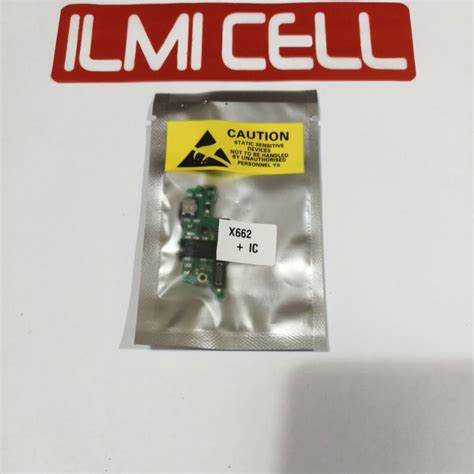 ILMI CELL
CAUTION
STATIC SENSITIVE
DEVICES
NOT TO BE HANDLED
BY UNAUTHORISED
PERSONNEL YX
X662
+ IC